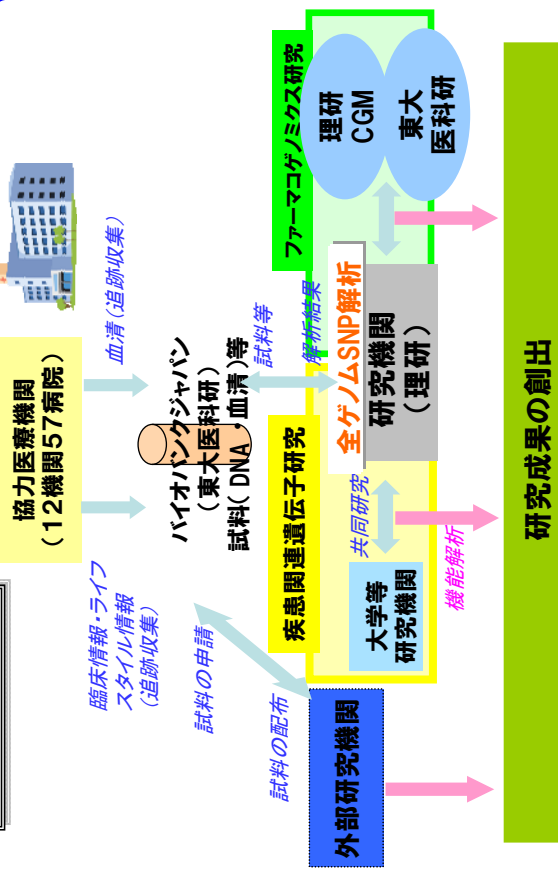 協力医療機関
(12機関57病院)
血清(追跡収集)
臨床情報・ライフ
スタイル情報
(追跡収集)
バイオバンクジャパン
(東大医科研)
試料(DNA・血清)等
試料の申請
試料の配布
試料等
解析結果
疾患関連遺伝子研究
ファーマコゲノミクス研究
外部研究機関
大学等
研究機関
共同研究
全ゲノムSNP解析
研究機関
(理研)
理研
CGM
東大
医科研
機能解析
研究成果の創出